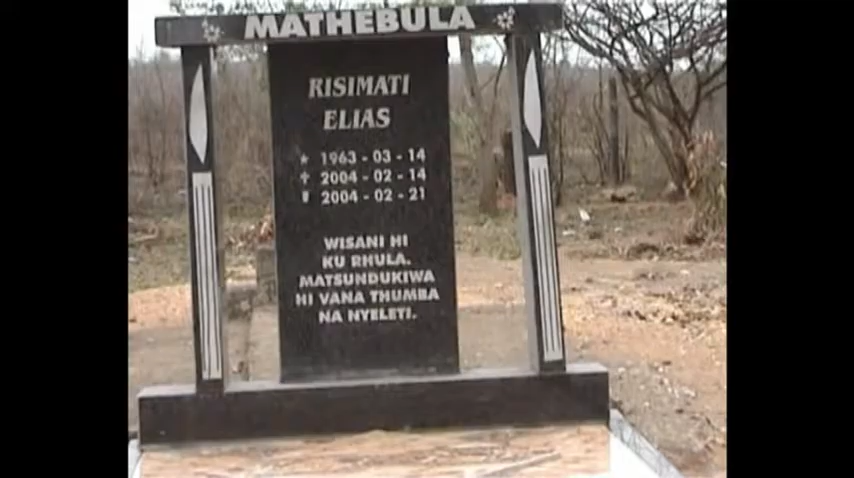 MATHEBULA
RISIMATI
ELIAS
★ 1963 - 03 - 14
✝ 2004 - 02 - 14
⚰ 2004 - 02 - 21
WISANI HI
KU RHULA.
MATSUNDUKIWA
HI VANA THUMBA
NA NYELETI.